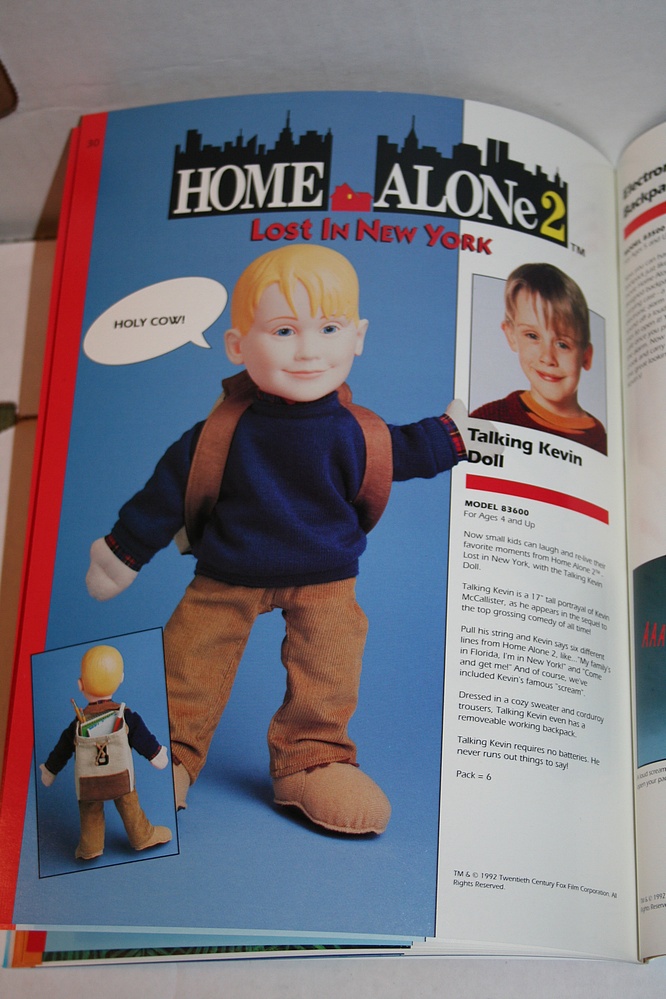 30
HOME ALONe 2
LOST IN NEW YORK
TM
HOLY COW!
Talking Kevin
Doll
MODEL 83600
For Ages 4 and Up
Now small kids can laugh and re-live their
favorite moments from Home Alone 2™
Lost in New York, with the Talking Kevin
Doll.
Talking Kevin is a 17" tall portrayal of Kevin
McCallister, as he appears in the sequel to
the top grossing comedy of all time!
Pull his string and Kevin says six different
lines from Home Alone 2, like..."My family's
in Florida, I'm in New York!" and "Come
and get me!" And of course, we've
included Kevin's famous "scream".
Dressed in a cozy sweater and corduroy
trousers, Talking Kevin even has a
removeable working backpack.
Talking Kevin requires no batteries. He
never runs out things to say!
Pack = 6
TM & © 1992 Twentieth Century Fox Film Corporation. All
Rights Reserved.